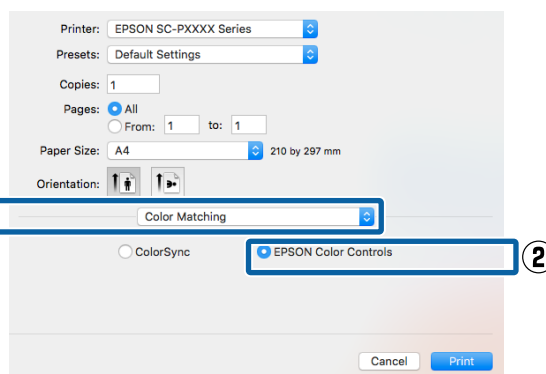 Printer: EPSON SC-PXXXX Series
Presets: Default Settings
Copies: 1
Pages: All
From: 1 to: 1
Paper Size: A4 210 by 297 mm
Orientation:
Color Matching
ColorSync EPSON Color Controls
2
Cancel Print